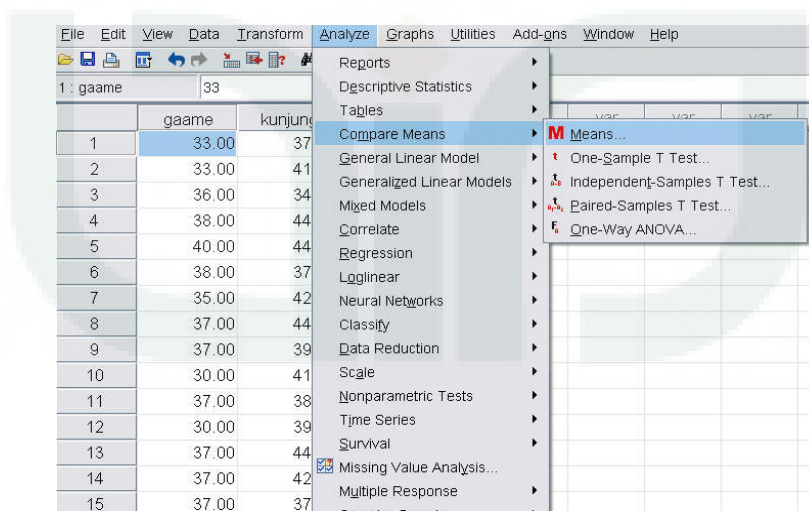 File Edit View Data Transform Analyze Graphs Utilities Add-ons Window Help
1 : gaame 33
gaame
var var var
1 33.00 37
2 33.00 41
3 36.00 34
4 38.00 44
5 40.00 44
6 38.00 37
7 35.00 42
8 37.00 44
9 37.00 39
10 30.00 41
11 37.00 38
12 30.00 39
13 37.00 44
14 37.00 42
15 37.00 37
Reports
Descriptive Statistics
Tables
Compare Means
General Linear Model
Generalized Linear Models
Mixed Models
Correlate
Regression
Loglinear
Neural Networks
Classify
Data Reduction
Scale
Nonparametric Tests
Time Series
Survival
Missing Value Analysis...
Multiple Response
M Means...
One-Sample T Test...
Independent-Samples T Test...
Paired-Samples T Test...
One-Way ANOVA...